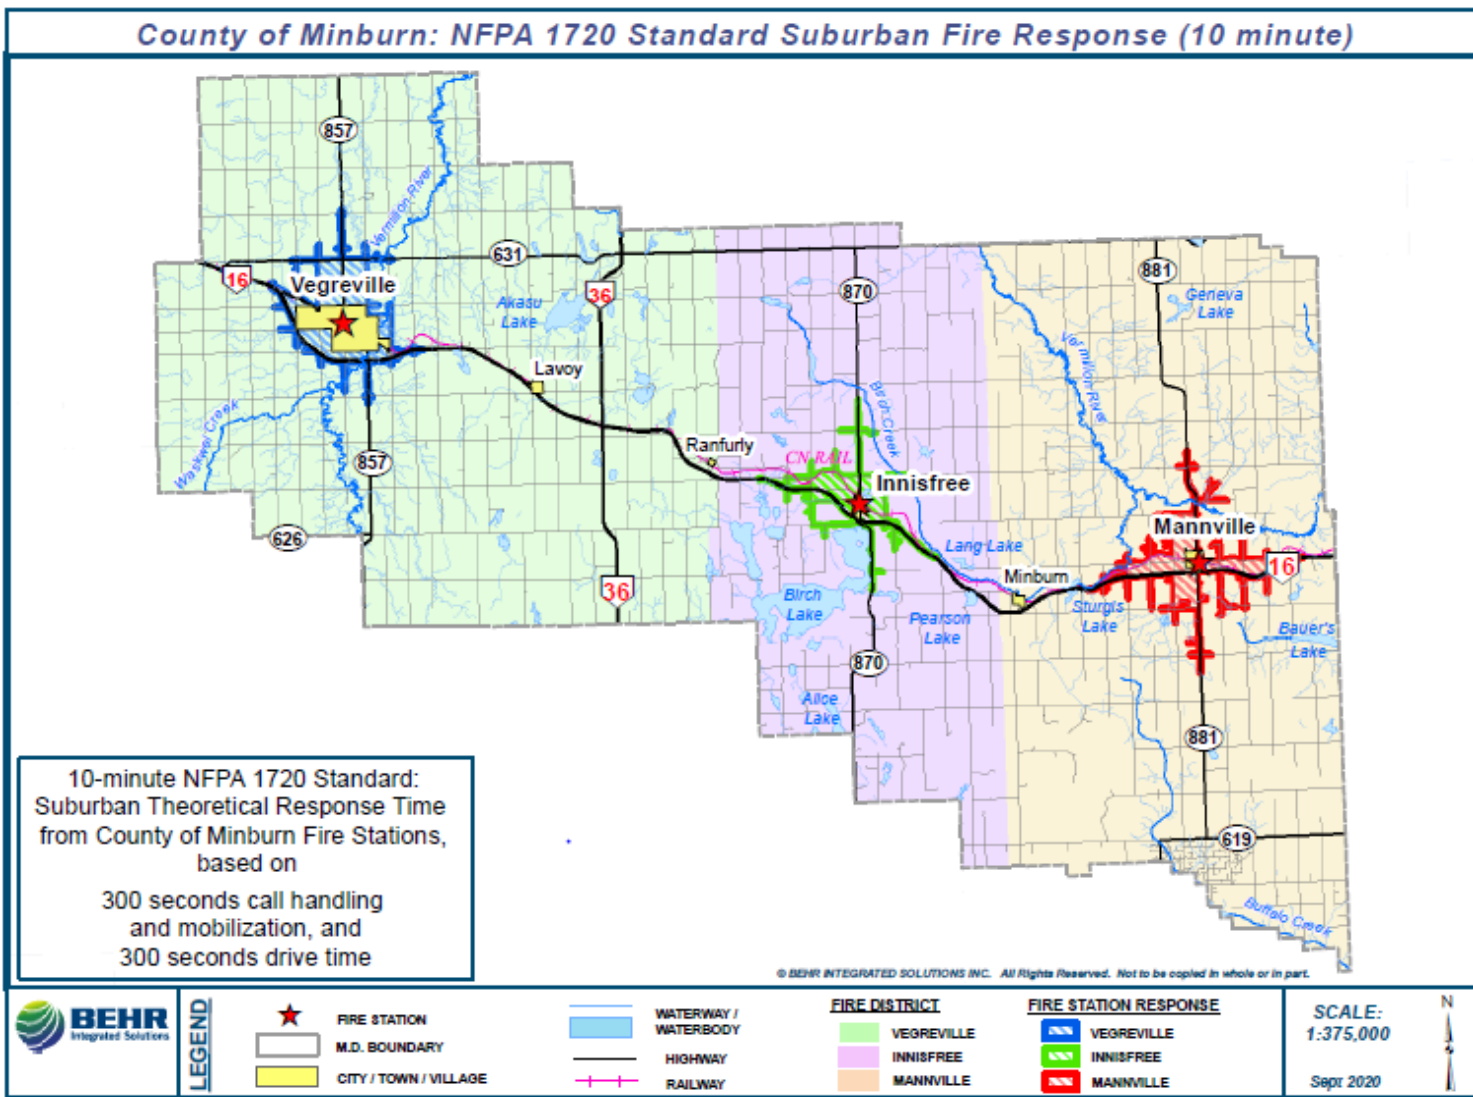 County of Minburn: NFPA 1720 Standard Suburban Fire Response (10 minute)
857
Vermilion River
631
16
Vegreville
36
Akasu
Lake
870
881
Geneva
Lake
Vermilion River
Lavoy
Birch Creek
Waskwei Creek
857
Ranfurly
CN RAIL
Innisfree
626
Mannville
Lang Lake
16
36
Minburn
Birch
Lake
Sturgis
Lake
Pearson
Lake
Bauer's
Lake
870
Alice
Lake
881
619
Buffalo Creek
10-minute NFPA 1720 Standard:
Suburban Theoretical Response Time
from County of Minburn Fire Stations,
based on
300 seconds call handling
and mobilization, and
300 seconds drive time
© BEHR INTEGRATED SOLUTIONS INC. All Rights Reserved. Not to be copied in whole or in part.
BEHR
Integrated Solutions
LEGEND
FIRE STATION
M.D. BOUNDARY
CITY / TOWN / VILLAGE
WATERWAY /
WATERBODY
HIGHWAY
RAILWAY
FIRE DISTRICT
VEGREVILLE
INNISFREE
MANNVILLE
FIRE STATION RESPONSE
VEGREVILLE
INNISFREE
MANNVILLE
SCALE:
1:375,000
Sept 2020
N